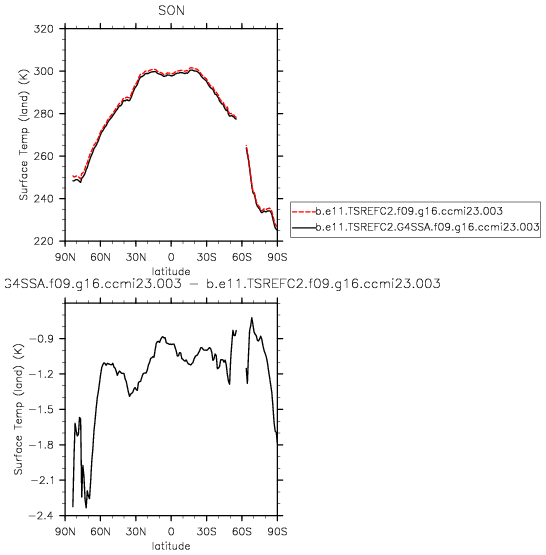 SON
320
300
280
260
240
220
Surface Temp (land) (K)
90N 60N 30N 0 30S 60S 90S
latitude
b.e11.TSREFC2.f09.g16.ccmi23.003
b.e11.TSREFC2.G4SSA.f09.g16.ccmi23.003
G4SSA.f09.g16.ccmi23.003 - b.e11.TSREFC2.f09.g16.ccmi23.003
-0.9
-1.2
-1.5
-1.8
-2.1
-2.4
Surface Temp (land) (K)
90N 60N 30N 0 30S 60S 90S
latitude